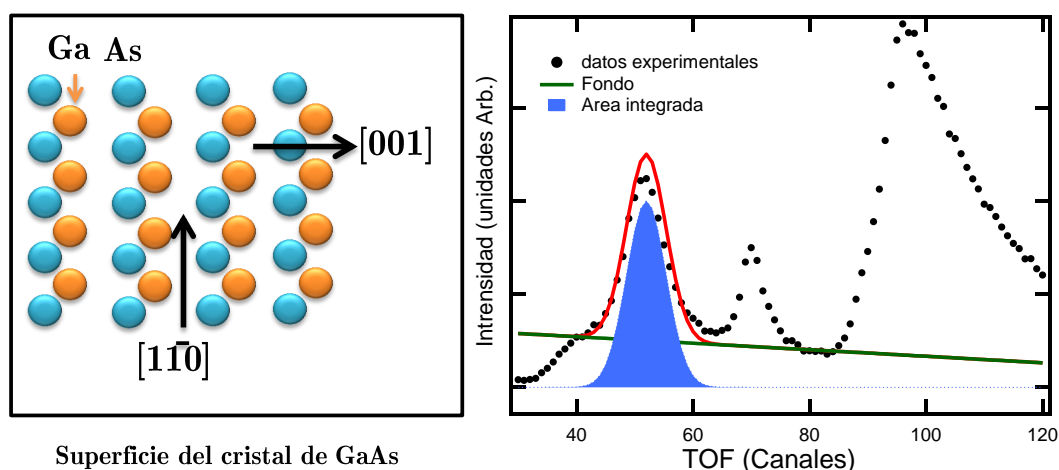 Ga As
[001]
[11̅0]
Superficie del cristal de GaAs
datos experimentales
Fondo
Area integrada
Intrensidad (unidades Arb.)
40 60 80 100 120
TOF (Canales)